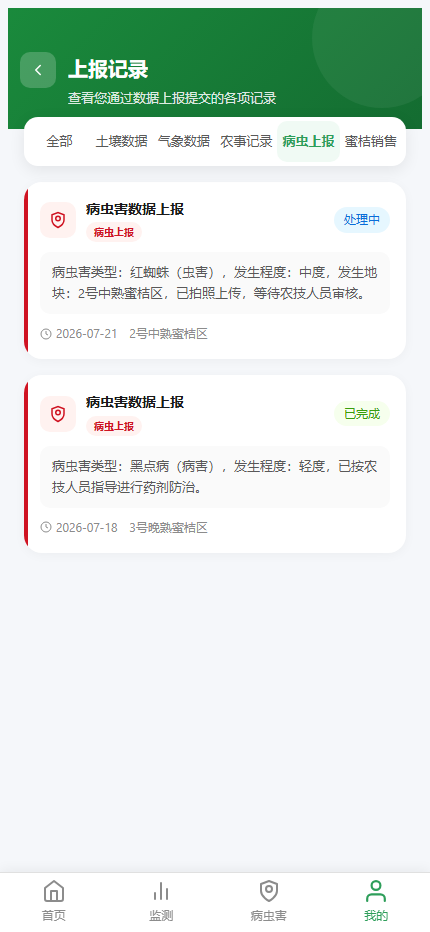 上报记录
查看您通过数据上报提交的各项记录
全部 土壤数据 气象数据 农事记录 病虫上报 蜜桔销售
病虫害数据上报
处理中
病虫上报
病虫害类型：红蜘蛛（虫害），发生程度：中度，发生地
块：2号中熟蜜桔区，已拍照上传，等待农技人员审核。
2026-07-21 2号中熟蜜桔区
病虫害数据上报
已完成
病虫上报
病虫害类型：黑点病（病害），发生程度：轻度，已按农
技人员指导进行药剂防治。
2026-07-18 3号晚熟蜜桔区
首页 监测 病虫害 我的